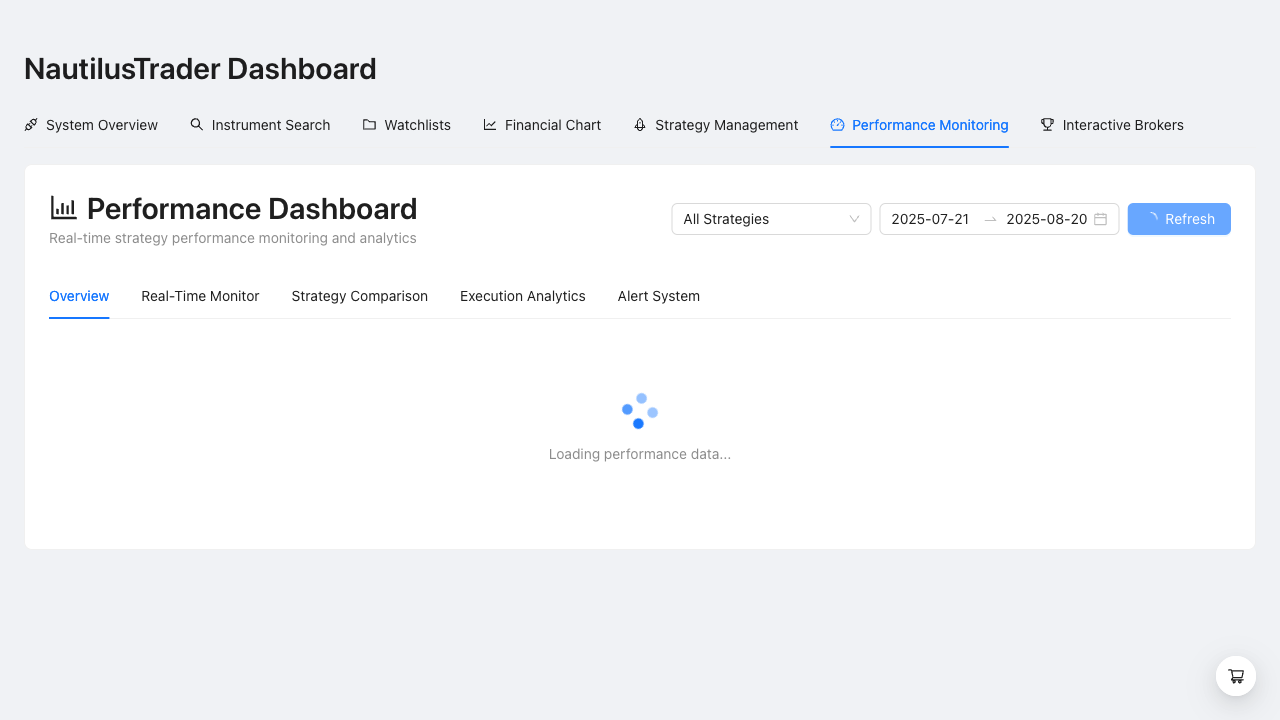 NautilusTrader Dashboard
System Overview Instrument Search Watchlists Financial Chart Strategy Management Performance Monitoring Interactive Brokers
Performance Dashboard
Real-time strategy performance monitoring and analytics
All Strategies 2025-07-21 2025-08-20 Refresh
Overview Real-Time Monitor Strategy Comparison Execution Analytics Alert System
Loading performance data...